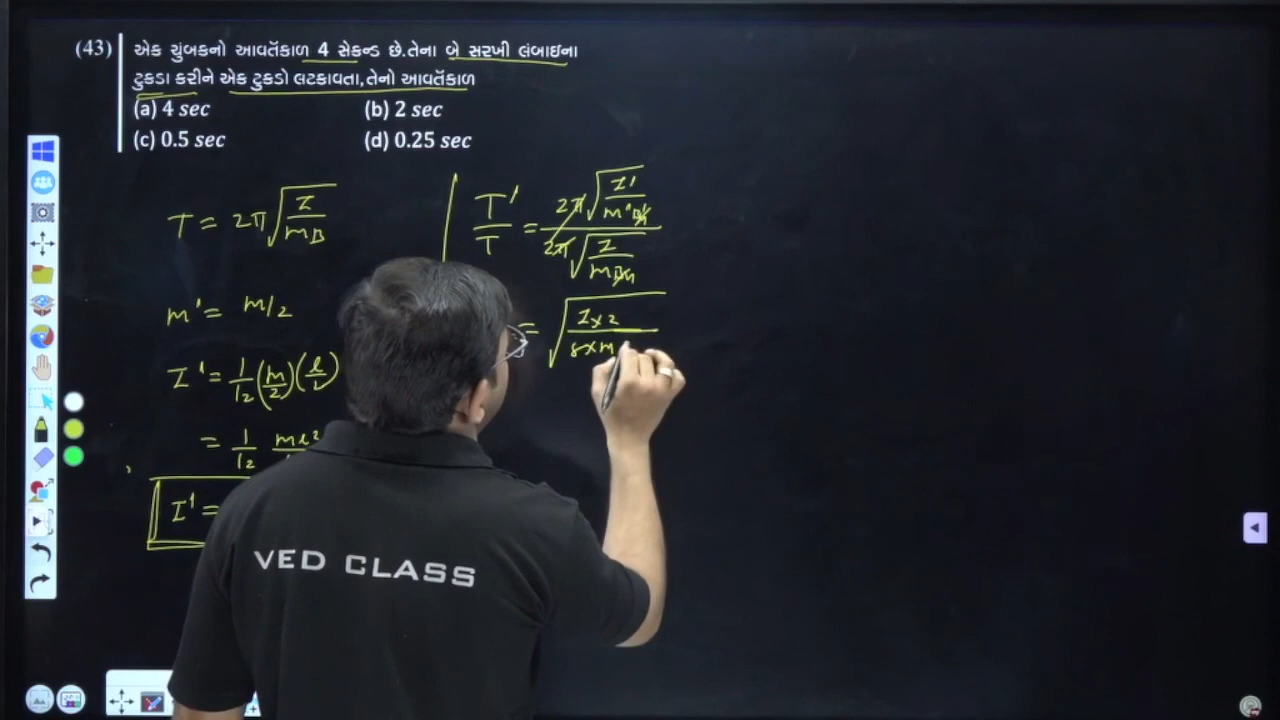 (43) એક ચુંબકનો આવર્તકાળ 4 સેકન્ડ છે.તેના બે સરખી લંબાઇના
ટુકડા કરીને એક ટુકડો લટકાવતા,તેનો આવર્તકાળ
(a) 4 sec (b) 2 sec
(c) 0.5 sec (d) 0.25 sec
T = 2π√(I/mB)
m' = m/2
I' = 1/12 (m/2)(l/
= 1/12 ml²
I' =
T'/T = 2π√(I'/m'B
2π√(I/m
= √(I×2/8×m
VED CLASS